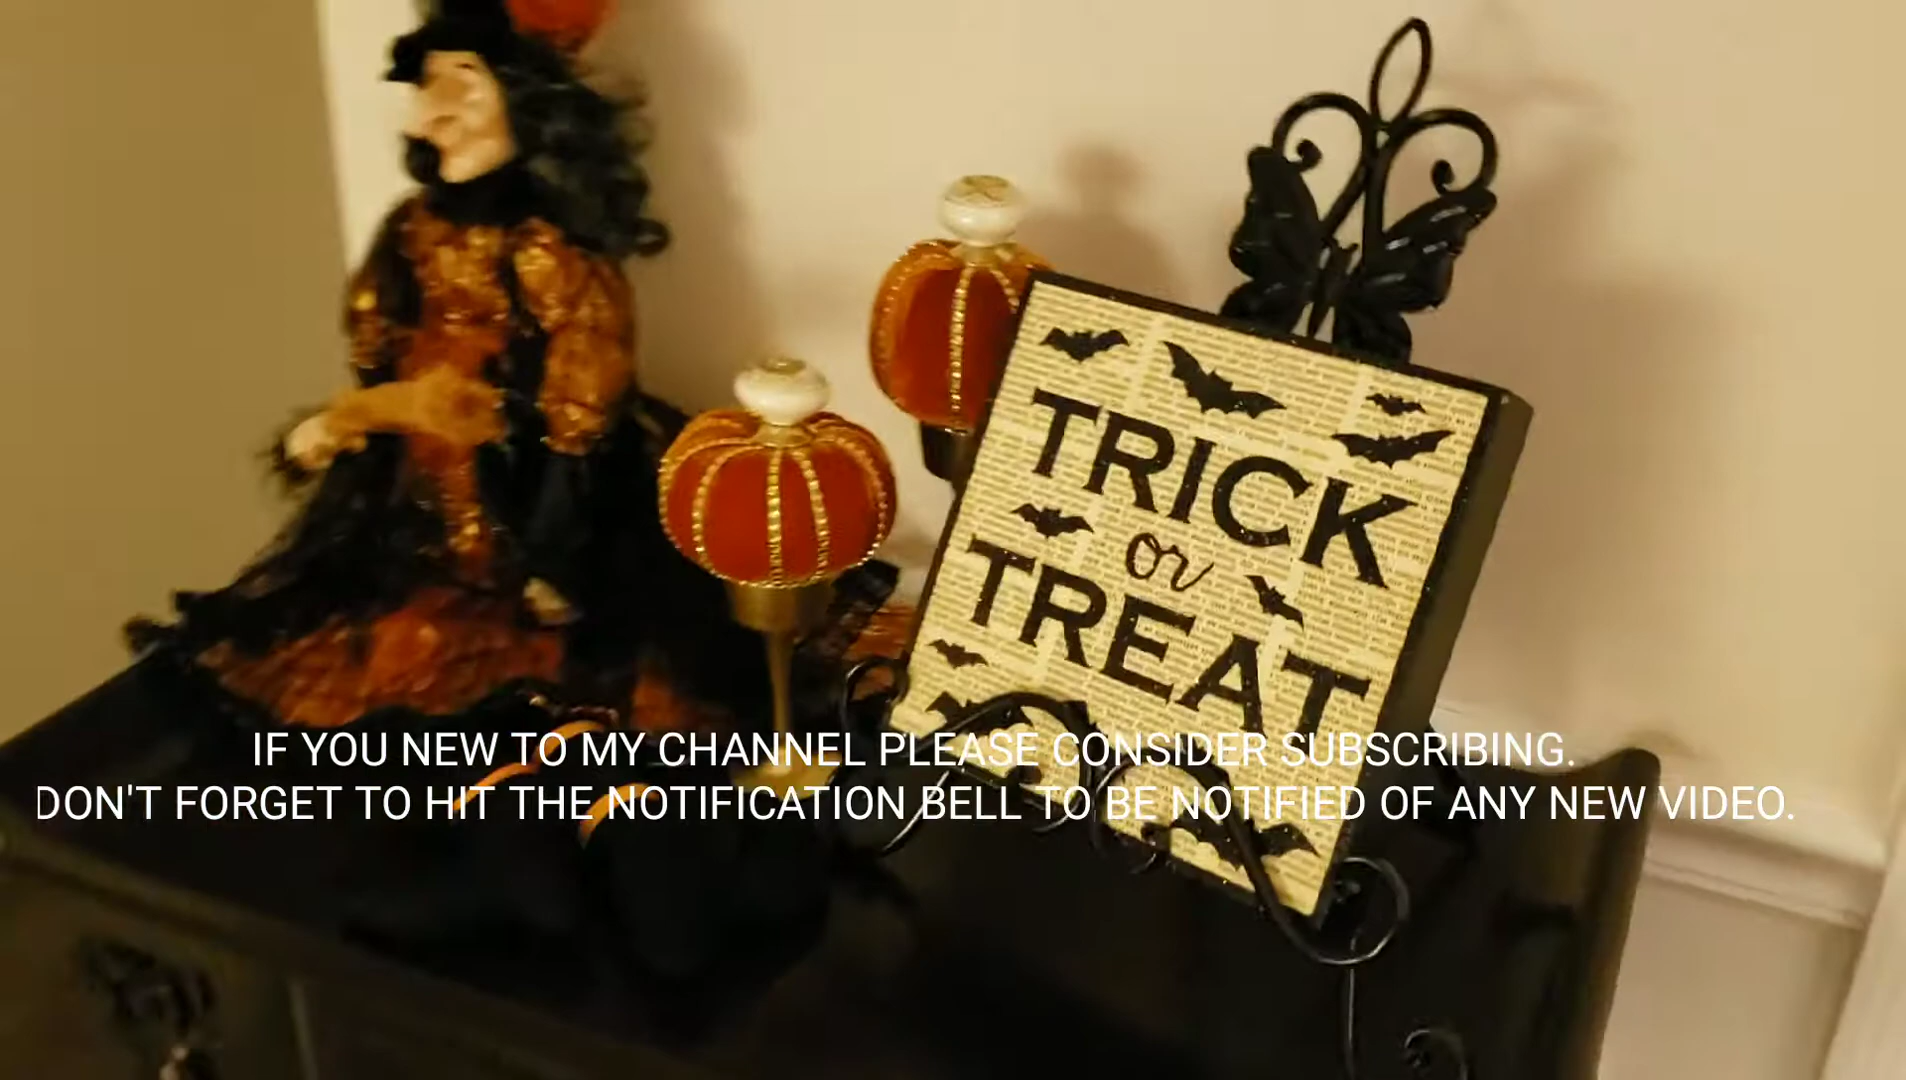 TRICK
or
TREAT
IF YOU NEW TO MY CHANNEL PLEASE CONSIDER SUBSCRIBING.
DON'T FORGET TO HIT THE NOTIFICATION BELL TO BE NOTIFIED OF ANY NEW VIDEO.